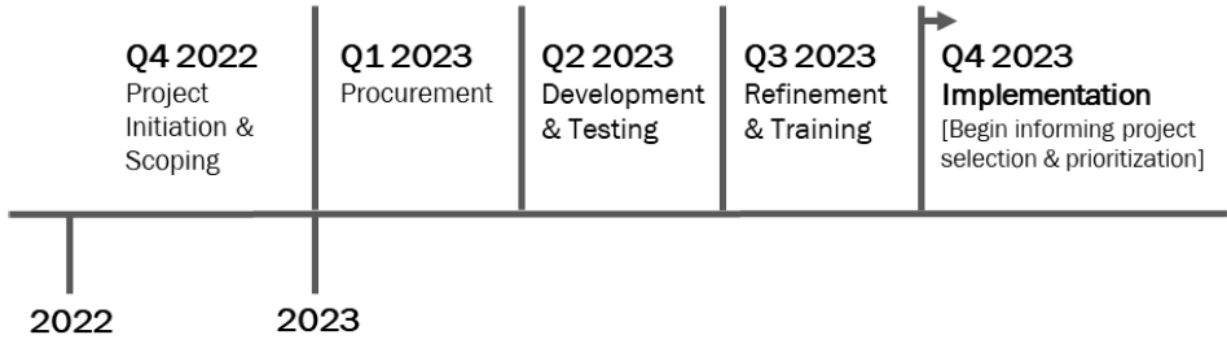 Q4 2022
Project
Initiation &
Scoping
Q1 2023
Procurement
Q2 2023
Development
& Testing
Q3 2023
Refinement
& Training
Q4 2023
Implementation
[Begin informing project
selection & prioritization]
2022
2023